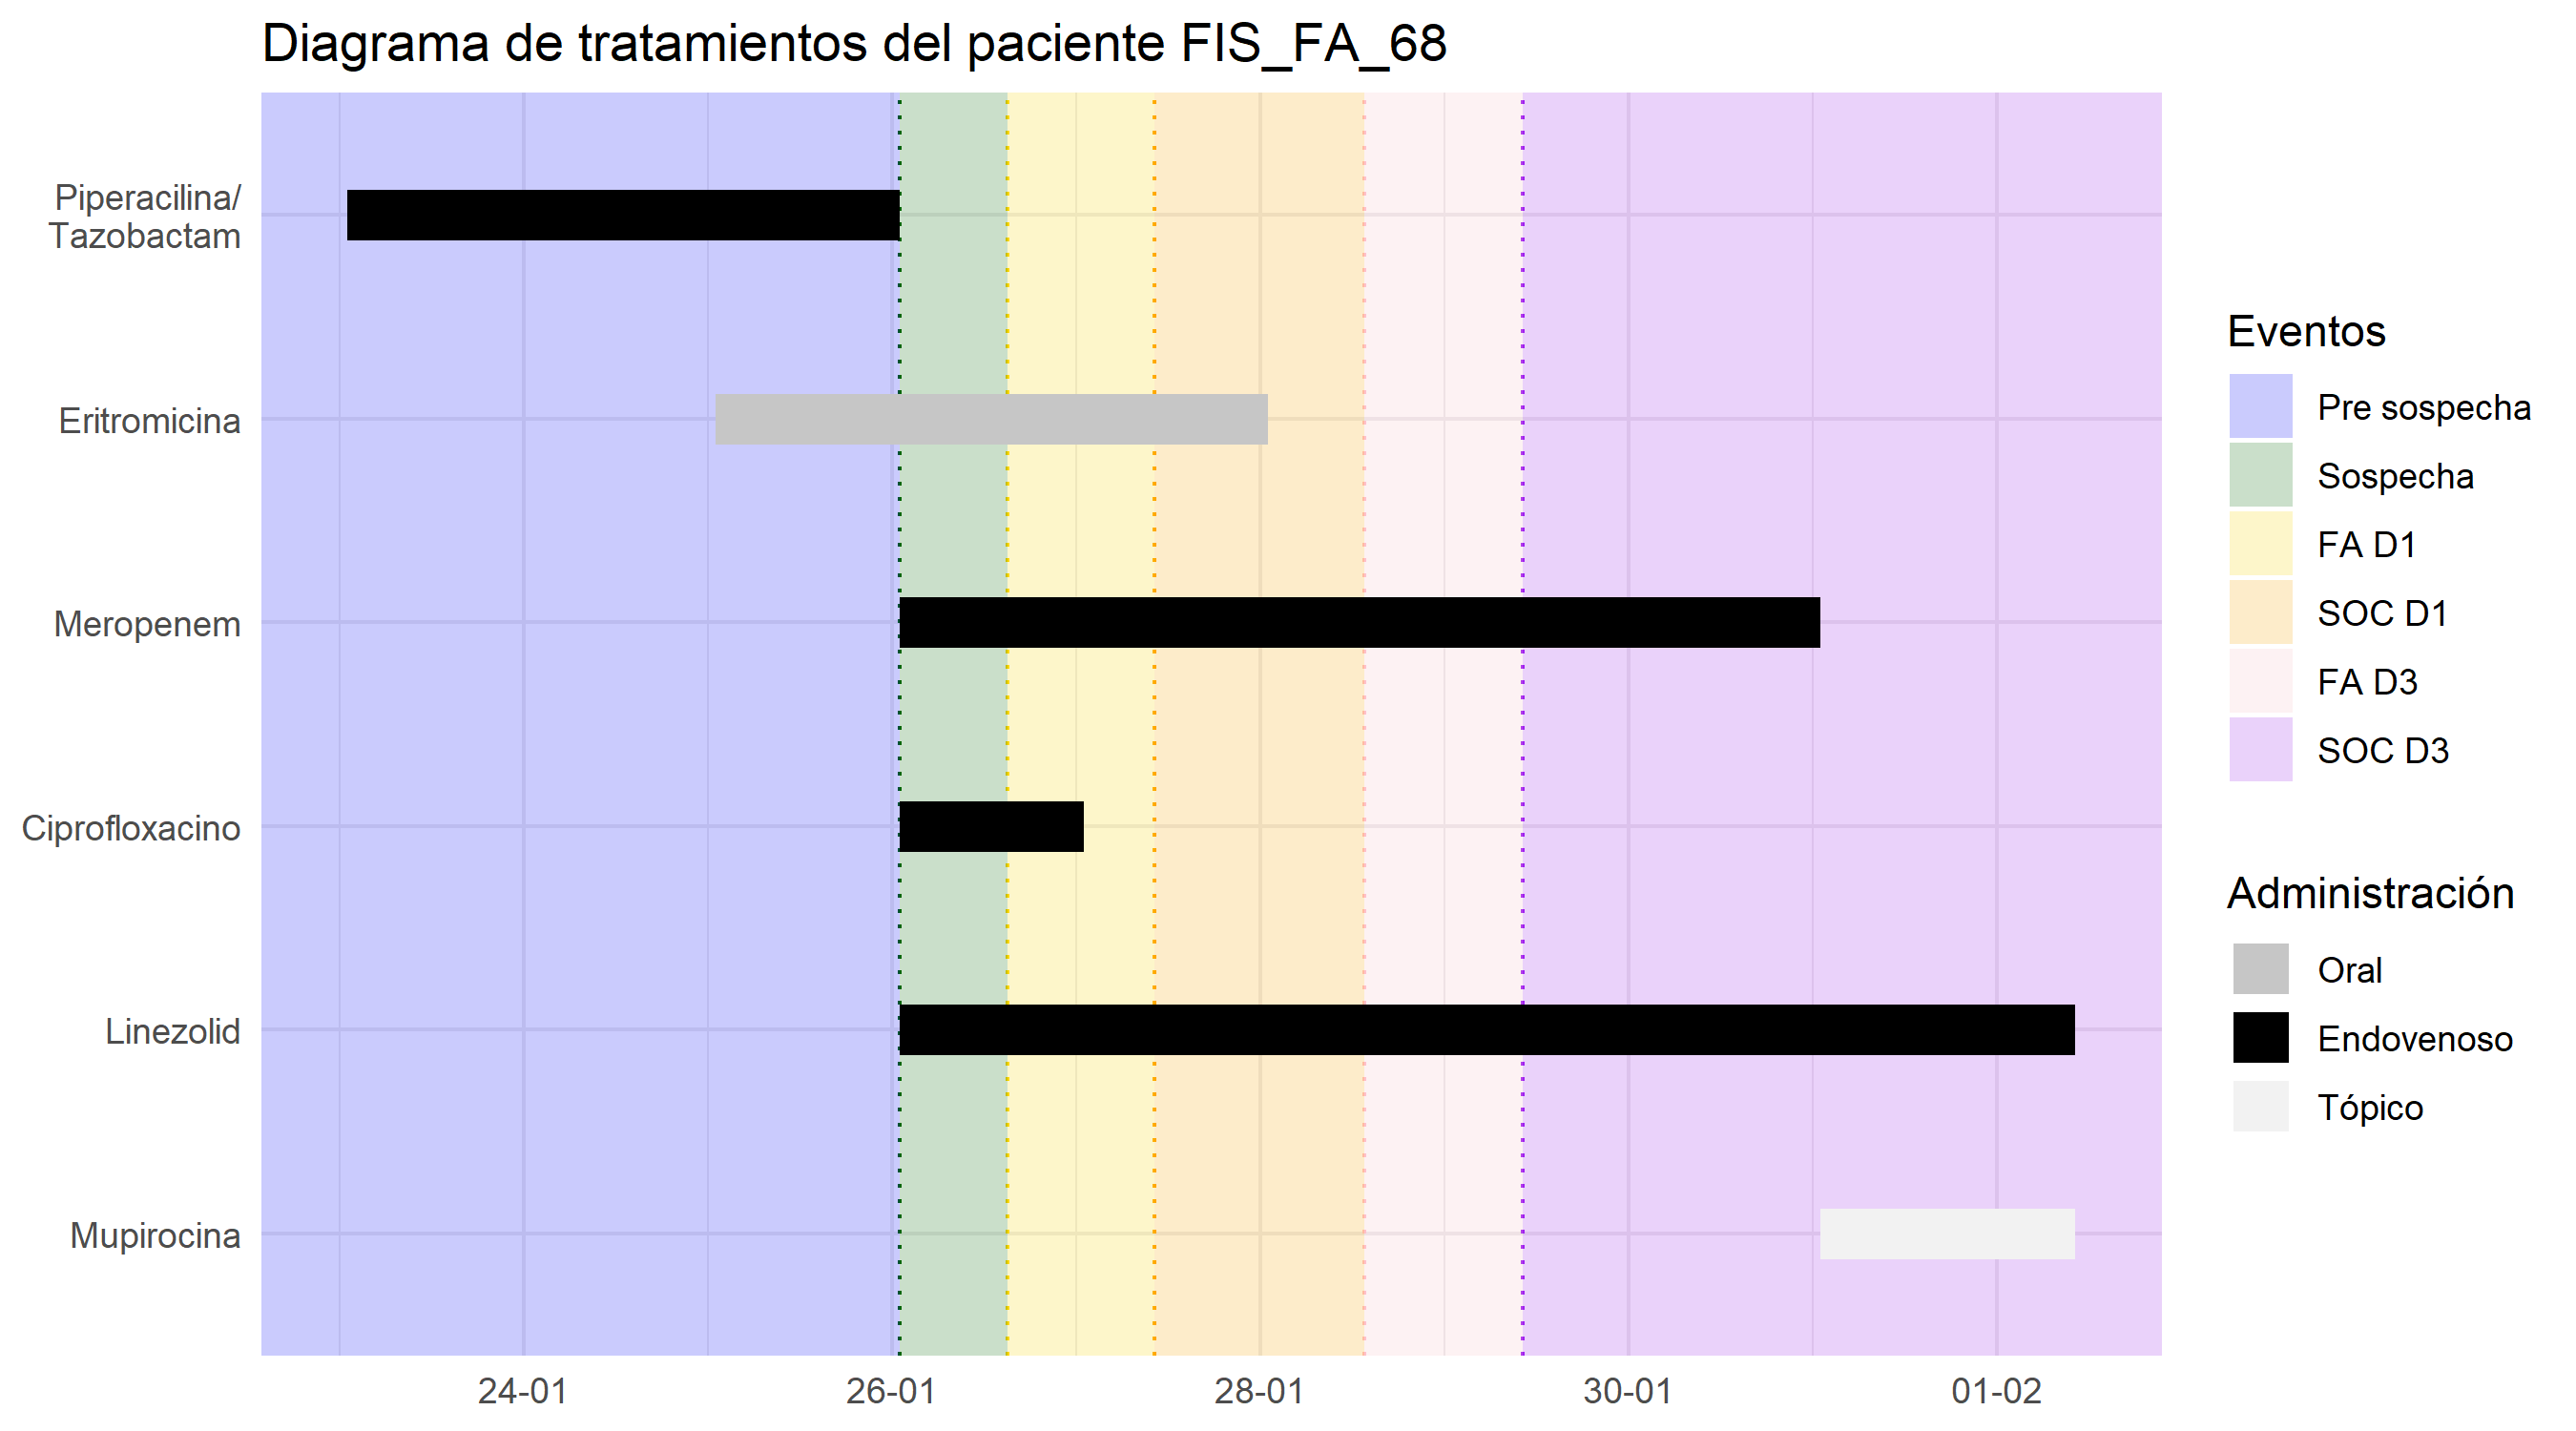 Diagrama de tratamientos del paciente FIS_FA_68
Piperacilina/
Tazobactam
Eritromicina
Meropenem
Ciprofloxacino
Linezolid
Mupirocina
24-01
26-01
28-01
30-01
01-02
Eventos
Pre sospecha
Sospecha
FA D1
SOC D1
FA D3
SOC D3
Administración
Oral
Endovenoso
Tópico